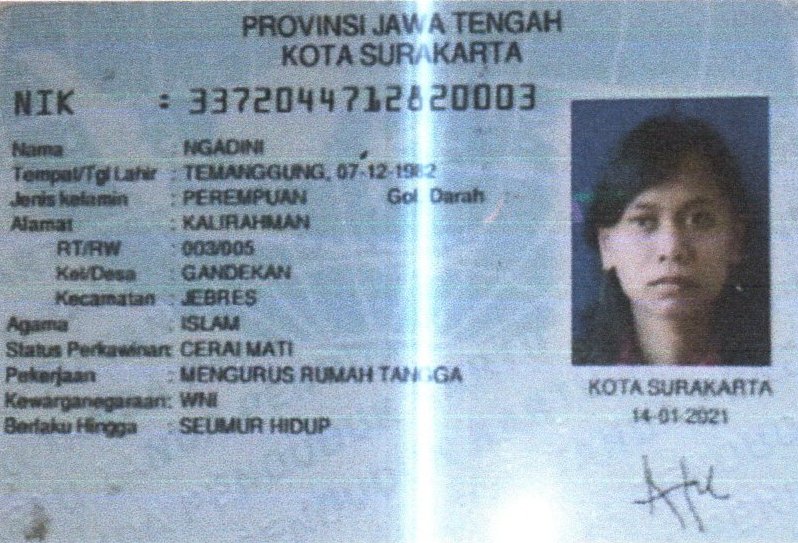 PROVINSI JAWA TENGAH
KOTA SURAKARTA
NIK : 3372044712820003
Nama : NGADINI
Tempat/Tgl Lahir : TEMANGGUNG, 07-12-1982
Jenis kelamin : PEREMPUAN Gol Darah
Alamat : KALIRAHMAN
RT/RW : 003/005
Kel/Desa : GANDEKAN
Kecamatan : JEBRES
Agama : ISLAM
Status Perkawinan: CERAI MATI
Pekerjaan : MENGURUS RUMAH TANGGA
Kewarganegaraan: WNI
Berlaku Hingga : SEUMUR HIDUP
KOTA SURAKARTA
14-01-2021